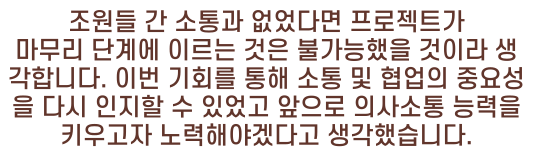 조원들 간 소통과 없었다면 프로젝트가
마무리 단계에 이르는 것은 불가능했을 것이라 생
각합니다. 이번 기회를 통해 소통 및 협업의 중요성
을 다시 인지할 수 있었고 앞으로 의사소통 능력을
키우고자 노력해야겠다고 생각했습니다.